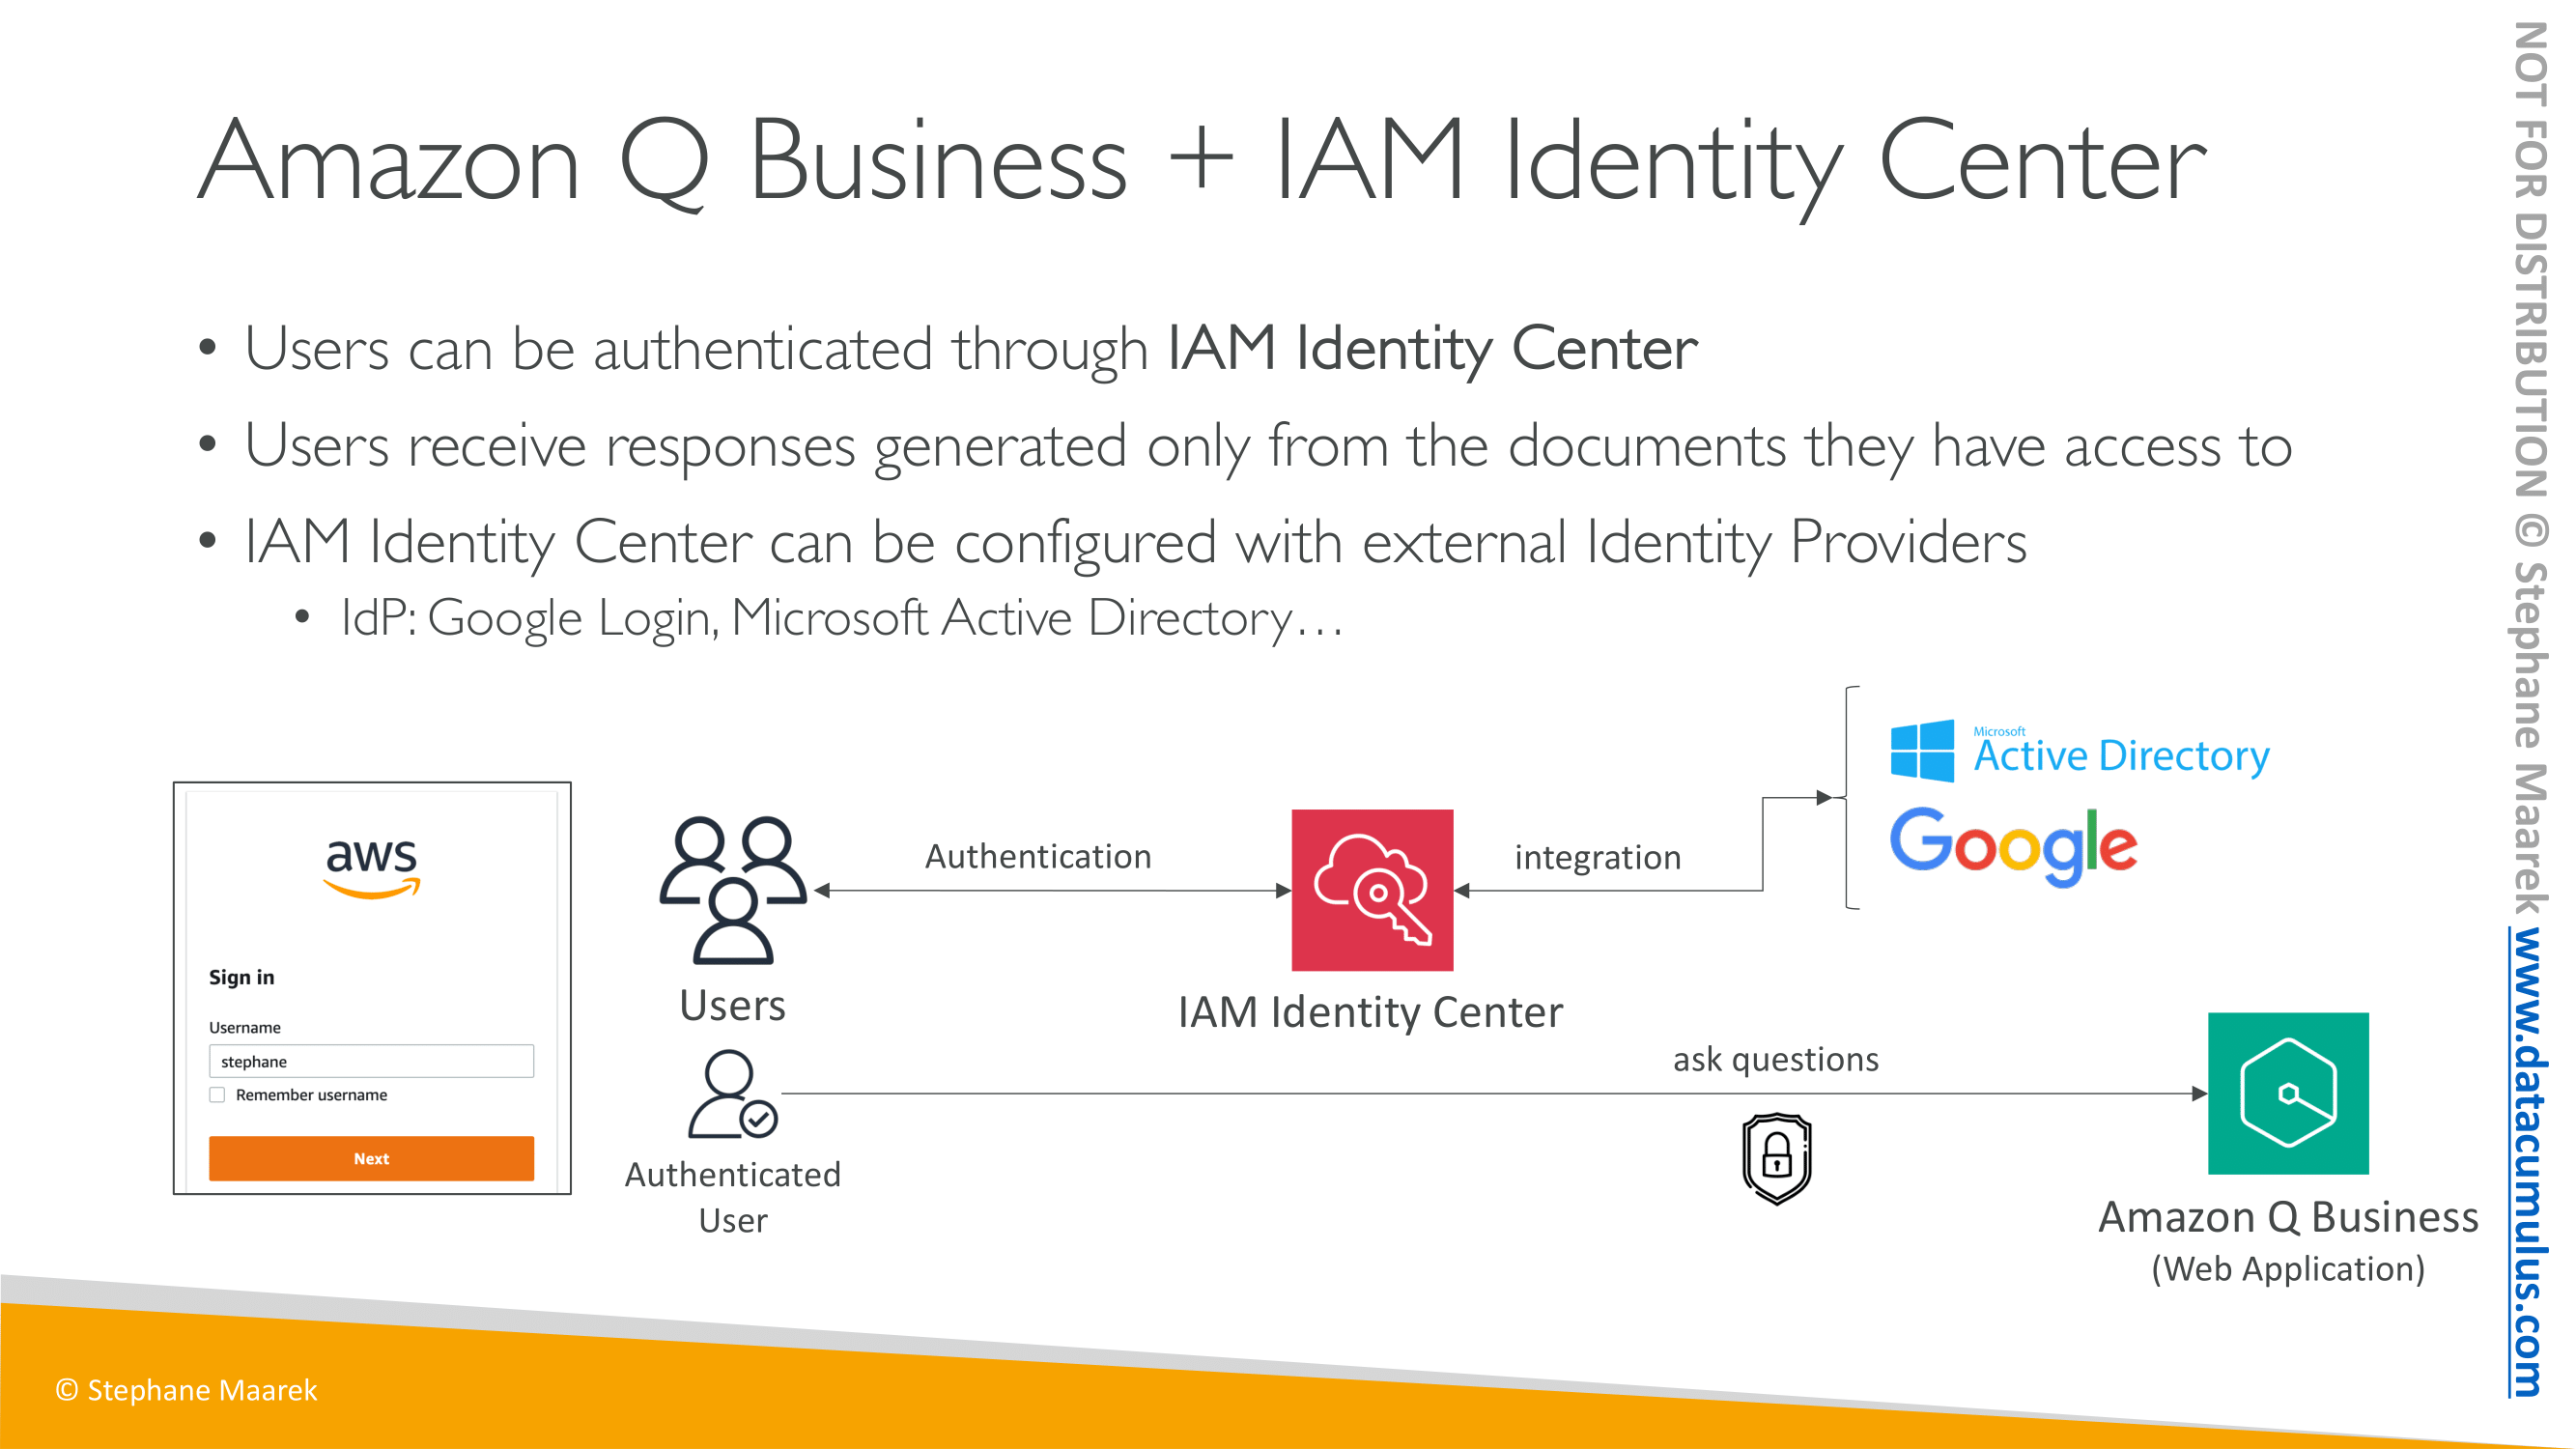 Amazon Q Business + IAM Identity Center
• Users can be authenticated through IAM Identity Center
• Users receive responses generated only from the documents they have access to
• IAM Identity Center can be configured with external Identity Providers
• IdP: Google Login, Microsoft Active Directory…
aws
Sign in
Username
stephane
Remember username
Next
Users
Authentication
IAM Identity Center
integration
Microsoft
Active Directory
Google
Authenticated
User
ask questions
Amazon Q Business
(Web Application)
© Stephane Maarek
NOT FOR DISTRIBUTION © Stephane Maarek www.datacumulus.com